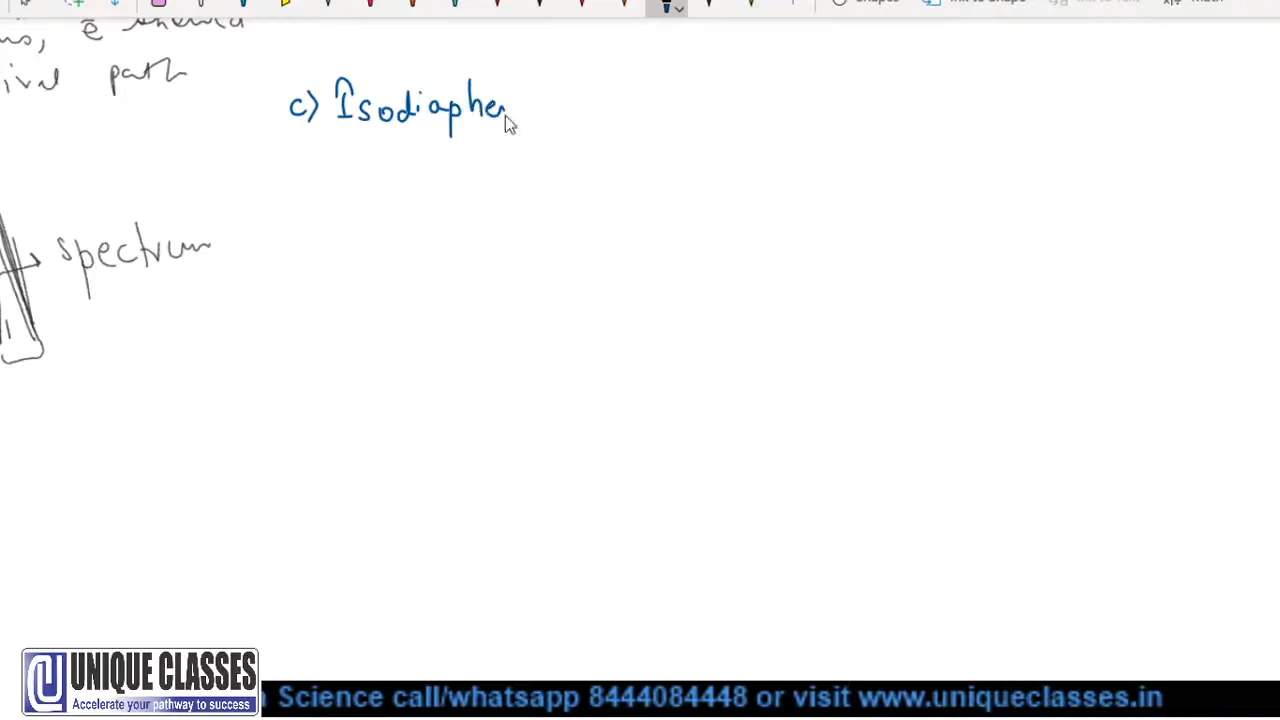 path
c) Isodiapher
spectrum
UNIQUE CLASSES
Accelerate your pathway to success
Science call/whatsapp 8444084448 or visit www.uniqueclasses.in